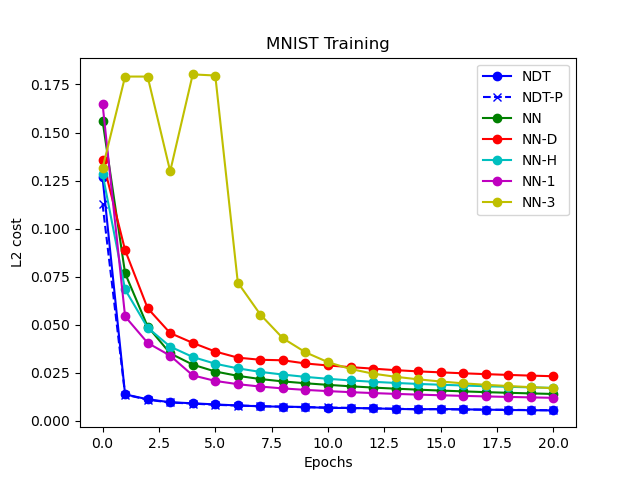 MNIST Training
L2 cost
0.175
0.150
0.125
0.100
0.075
0.050
0.025
0.000
NDT
NDT-P
NN
NN-D
NN-H
NN-1
NN-3
0.0 2.5 5.0 7.5 10.0 12.5 15.0 17.5 20.0
Epochs